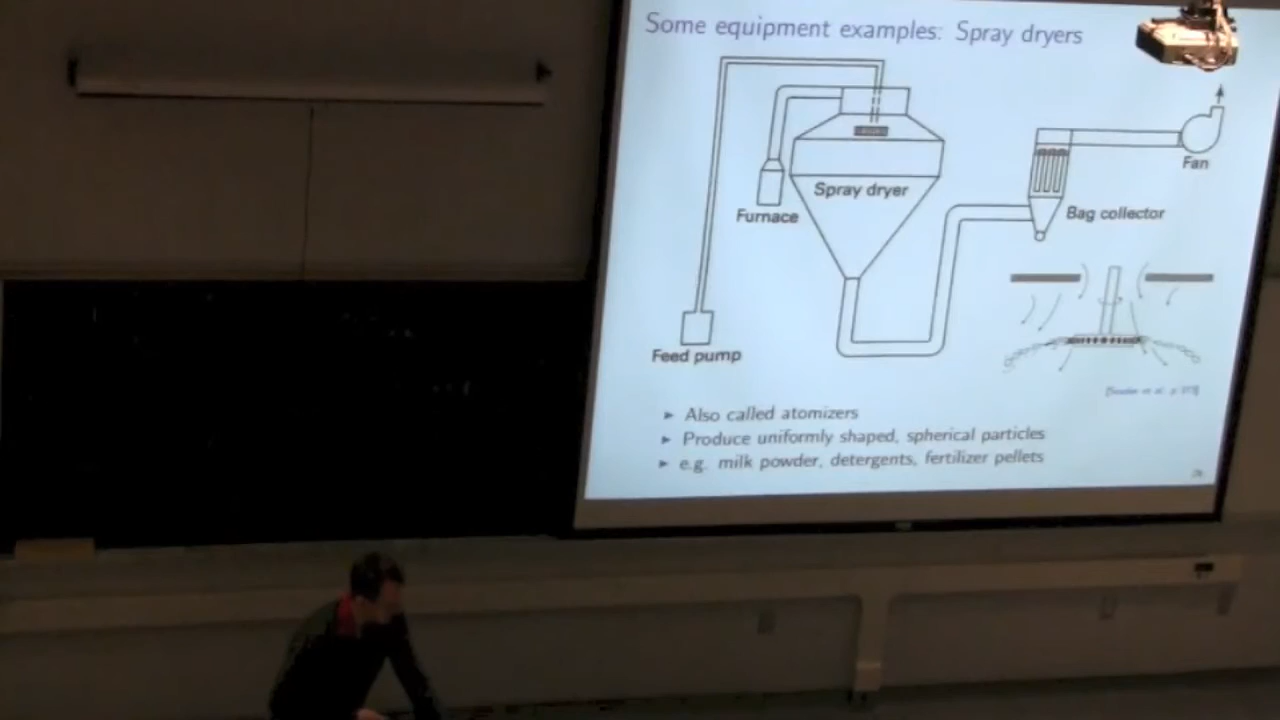 Some equipment examples: Spray dryers
Fan
Spray dryer
Furnace
Bag collector
Feed pump
► Also called atomizers
► Produce uniformly shaped, spherical particles
► e.g. milk powder, detergents, fertilizer pellets